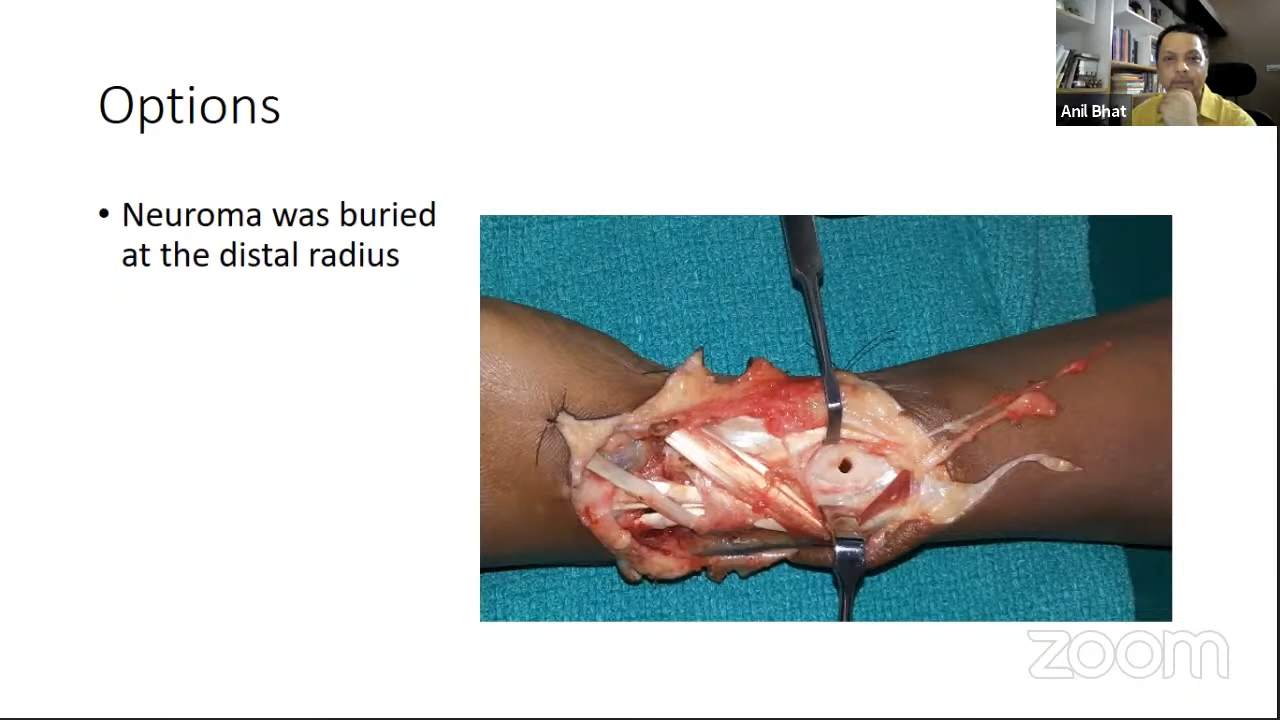 Options
• Neuroma was buried
at the distal radius
Anil Bhat
zoom